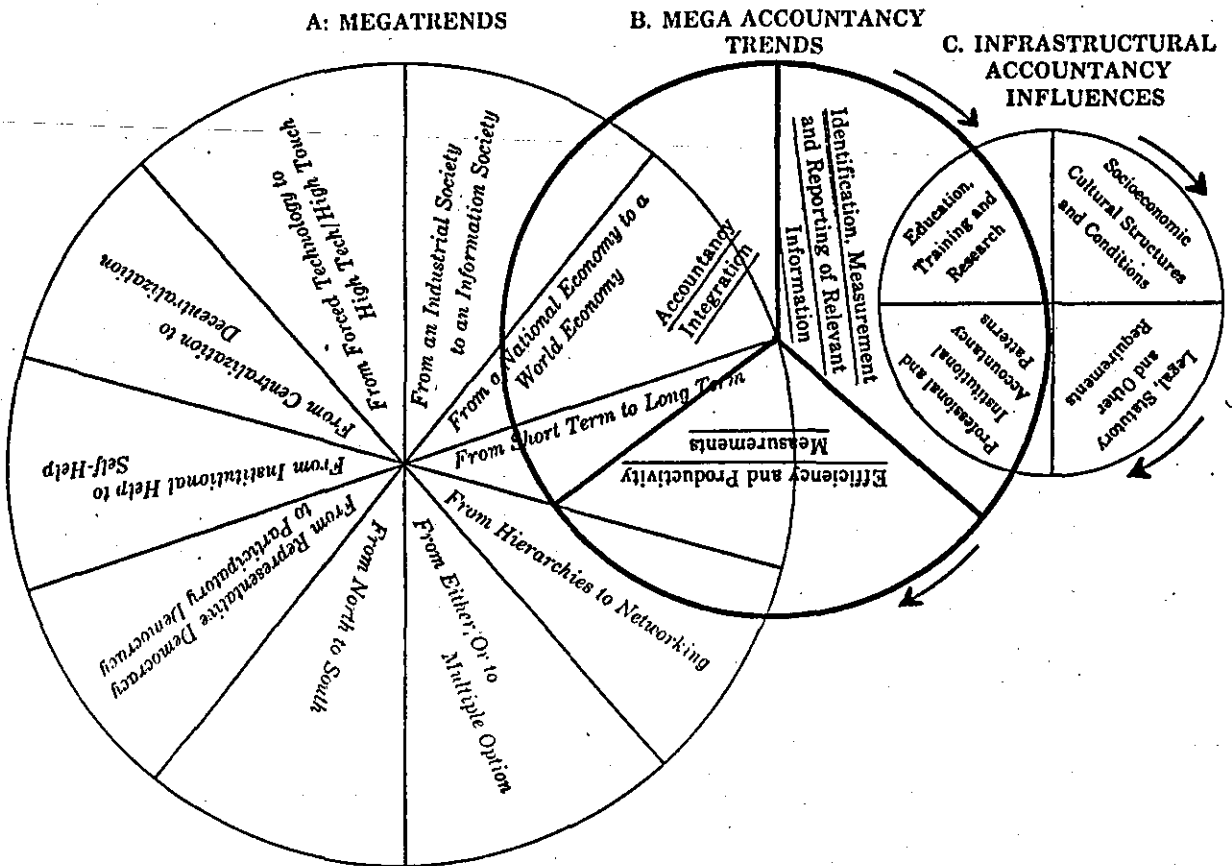 A: MEGATRENDS
B. MEGA ACCOUNTANCY
TRENDS
C. INFRASTRUCTURAL
ACCOUNTANCY
INFLUENCES
From an Industrial Society
to an Information Society
From a National Economy to a
World Economy
From Short Term to Long Term
From Hierarchies to Networking
From Either/Or to
Multiple Option
From North to South
From Representative Democracy
to Participatory Democracy
From Institutional Help to
Self-Help
From Centralization to
Decentralization
From Forced Technology to
High Tech/High Touch
Accountancy
Integration
Identification, Measurement
and Reporting of Relevant
Information
Efficiency and Productivity
Measurements
Education,
Training and
Research
Socioeconomic
Cultural Structures
and Conditions
Legal, Statutory
and Other
Requirements
Professional and
Institutional
Accountancy
Patterns